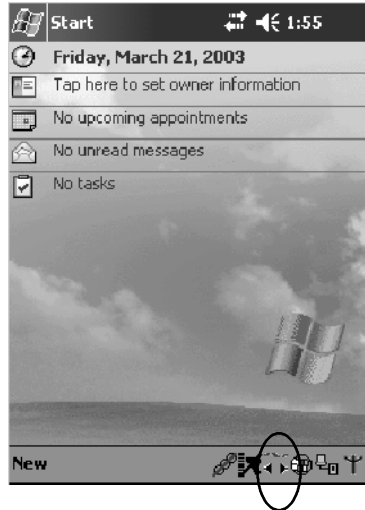 Start 1:55
Friday, March 21, 2003
Tap here to set owner information
No upcoming appointments
No unread messages
No tasks
New